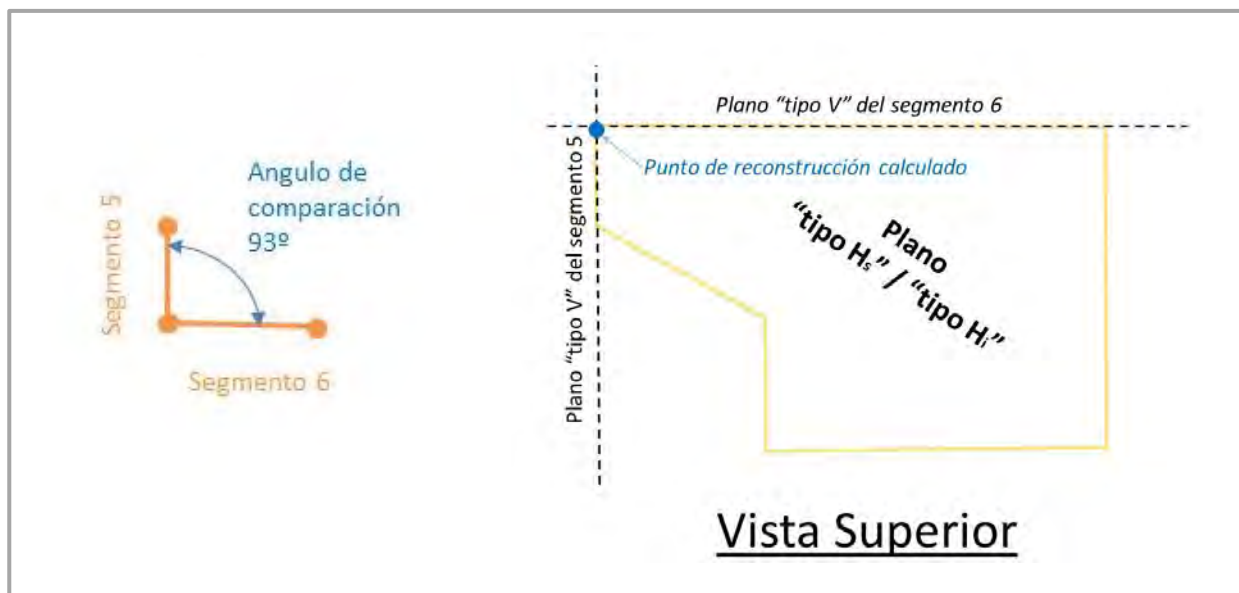 Segmento 5
Angulo de
comparación
93º
Segmento 6
Plano “tipo V” del segmento 6
Punto de reconstrucción calculado
Plano “tipo V” del segmento 5
Plano
“tipo Hs” / “tipo Hi”
Vista Superior